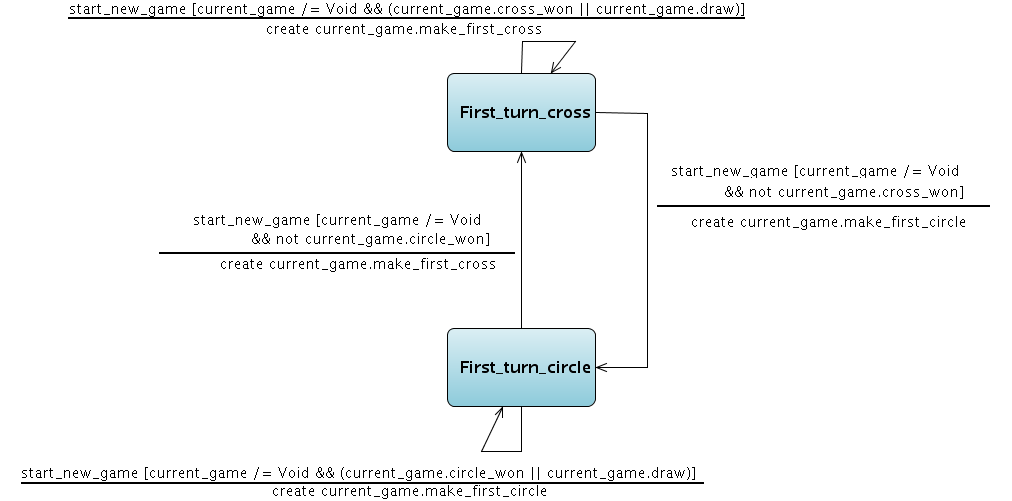 start_new_game [current_game /= Void && (current_game.cross_won || current_game.draw)]
create current_game.make_first_cross
First_turn_cross
start_new_game [current_game /= Void
&& not current_game.cross_won]
create current_game.make_first_circle
start_new_game [current_game /= Void
&& not current_game.circle_won]
create current_game.make_first_cross
First_turn_circle
start_new_game [current_game /= Void && (current_game.circle_won || current_game.draw)]
create current_game.make_first_circle